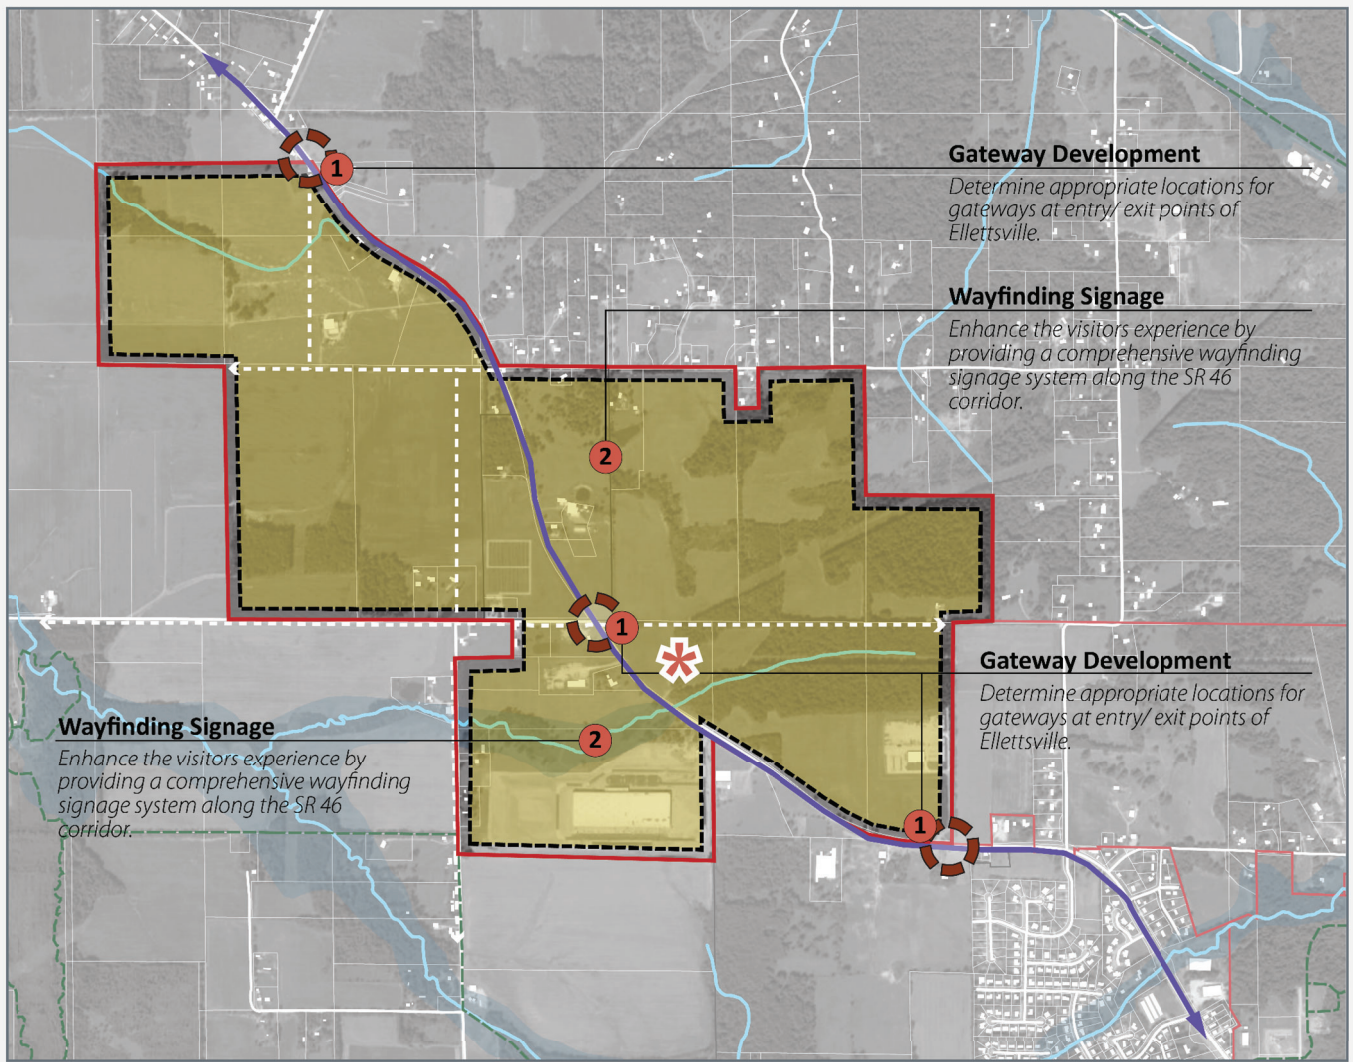 1
Gateway Development
Determine appropriate locations for
gateways at entry/ exit points of
Ellettsville.
Wayfinding Signage
Enhance the visitors experience by
providing a comprehensive wayfinding
signage system along the SR 46
corridor.
2
1
*
Gateway Development
Determine appropriate locations for
gateways at entry/ exit points of
Ellettsville.
Wayfinding Signage
Enhance the visitors experience by
providing a comprehensive wayfinding
signage system along the SR 46
corridor.
2
1